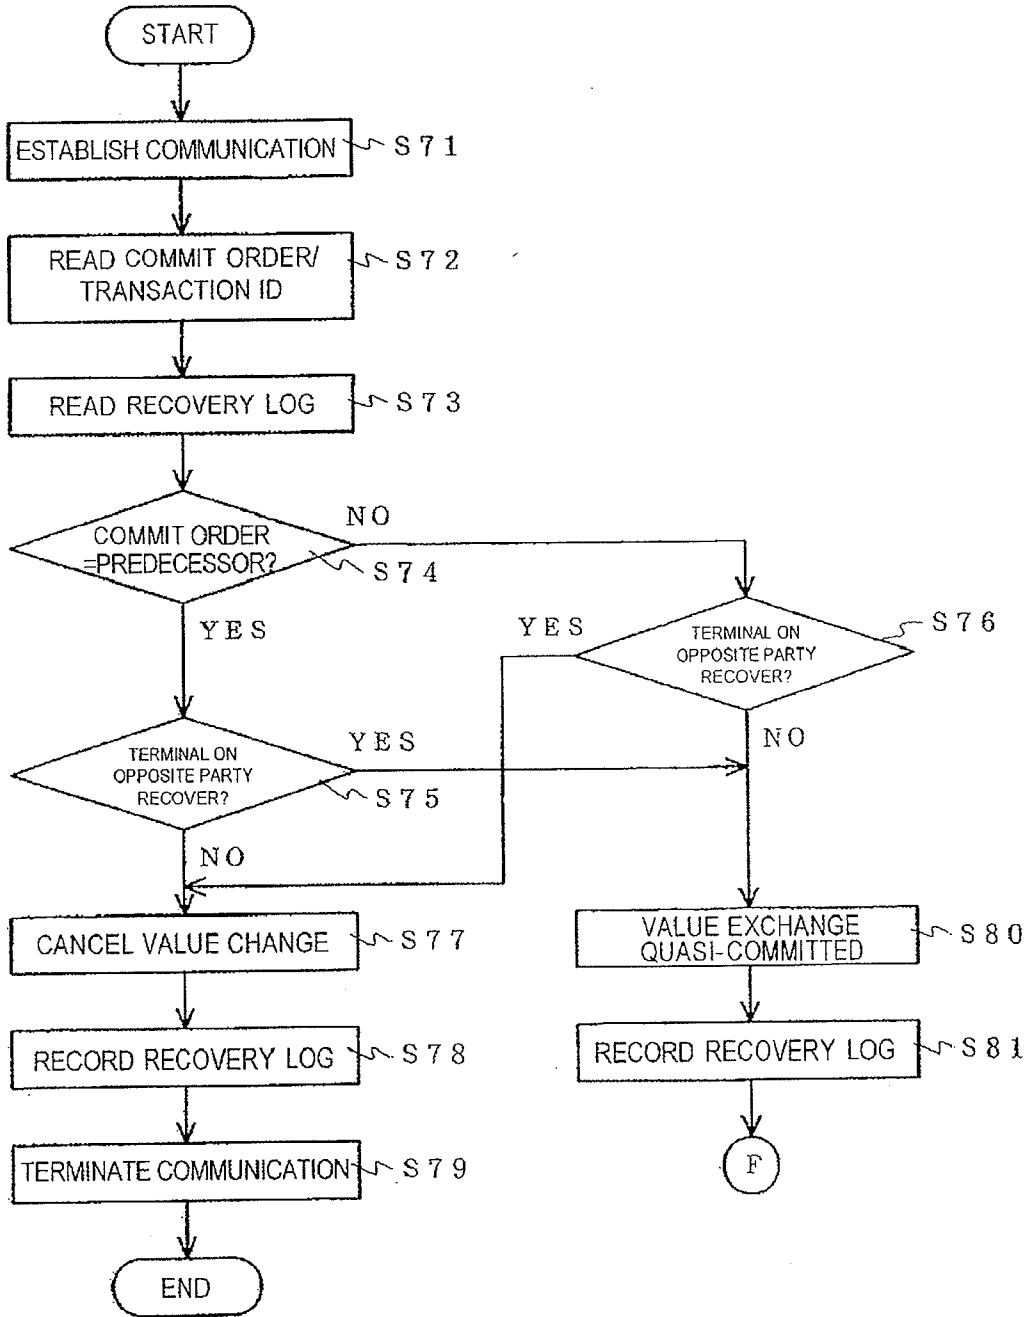 START
ESTABLISH COMMUNICATION
S71
READ COMMIT ORDER/
TRANSACTION ID
S72
READ RECOVERY LOG
S73
COMMIT ORDER
=PREDECESSOR?
S74
NO
YES
TERMINAL ON
OPPOSITE PARTY
RECOVER?
S76
YES
NO
TERMINAL ON
OPPOSITE PARTY
RECOVER?
S75
YES
NO
CANCEL VALUE CHANGE
S77
VALUE EXCHANGE
QUASI-COMMITTED
S80
RECORD RECOVERY LOG
S78
RECORD RECOVERY LOG
S81
TERMINATE COMMUNICATION
S79
F
END